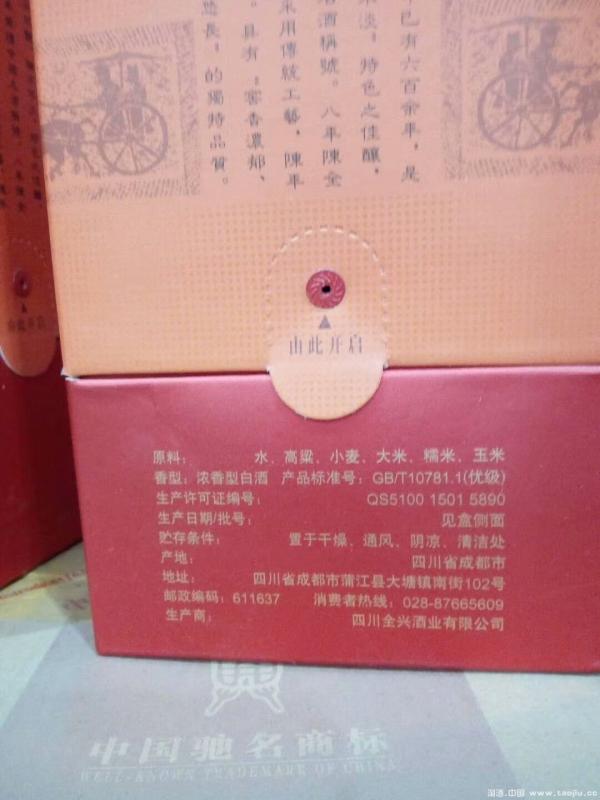 年已有六百余年，是
水淡。特色之佳釀，
名酒稱號。八年陳全
采用傳統工藝，陳年
。具有：窖香濃郁、
悠長。的獨特品質。
由此开启
原料： 水、高粱、小麦、大米、糯米、玉米
香型：浓香型白酒 产品标准号：GB/T10781.1(优级)
生产许可证编号： QS5100 1501 5890
生产日期/批号： 见盒侧面
贮存条件： 置于干燥、通风、阴凉、清洁处
产地： 四川省成都市
地址： 四川省成都市蒲江县大塘镇南街102号
邮政编码：611637 消费者热线：028-87665609
生产商： 四川全兴酒业有限公司
中国驰名商标
WELL-KNOWN TRADEMARK OF CHINA
淘酒.中国 www.taojiu.cc